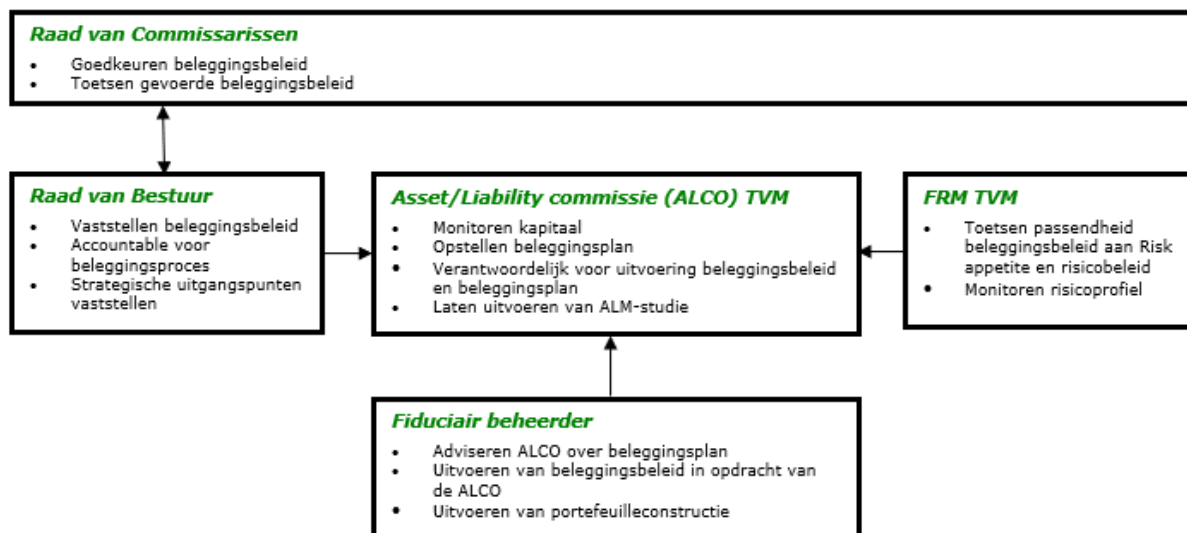 Raad van Commissarissen
• Goedkeuren beleggingsbeleid
• Toetsen gevoerde beleggingsbeleid
Raad van Bestuur
• Vaststellen beleggingsbeleid
• Accountable voor
beleggingsproces
• Strategische uitgangspunten
vaststellen
Asset/Liability commissie (ALCO) TVM
• Monitoren kapitaal
• Opstellen beleggingsplan
• Verantwoordelijk voor uitvoering beleggingsbeleid
en beleggingsplan
• Laten uitvoeren van ALM-studie
FRM TVM
• Toetsen passendheid
beleggingsbeleid aan Risk
appetite en risicobeleid
• Monitoren risicoprofiel
Fiduciair beheerder
• Adviseren ALCO over beleggingsplan
• Uitvoeren van beleggingsbeleid in opdracht van
de ALCO
• Uitvoeren van portefeuilleconstructie